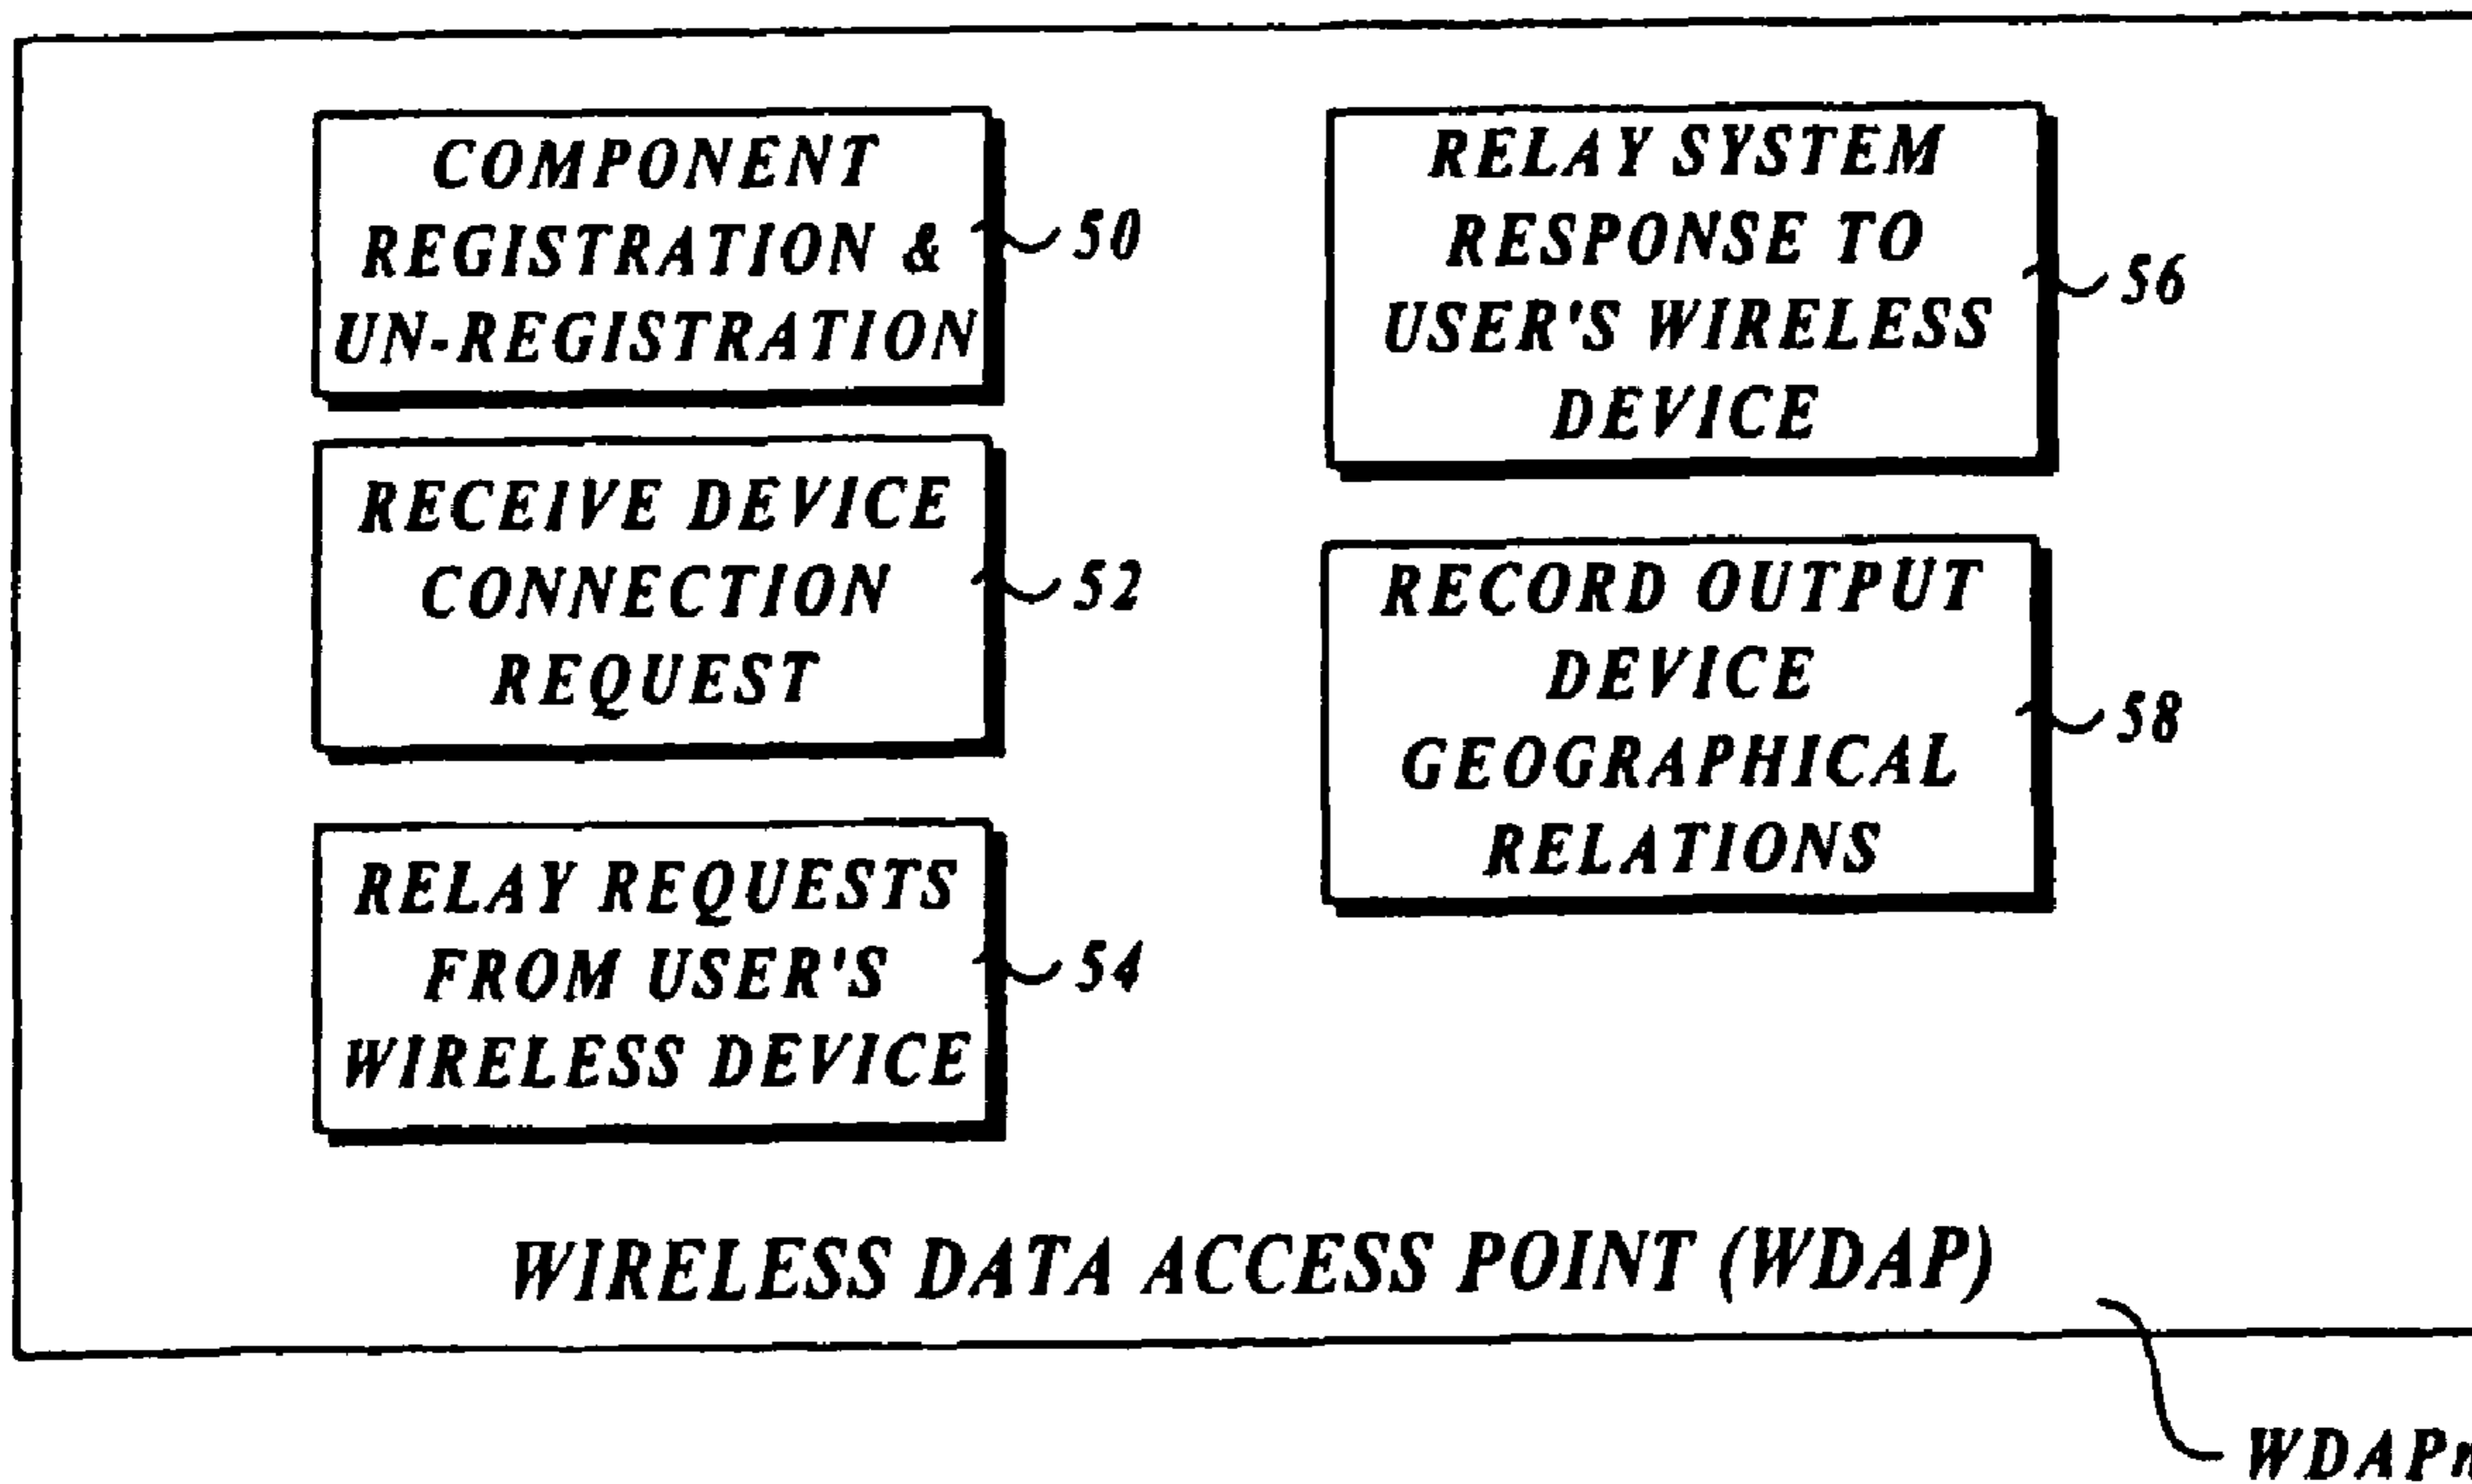 COMPONENT
REGISTRATION &
UN-REGISTRATION
50
RECEIVE DEVICE
CONNECTION
REQUEST
52
RELAY REQUESTS
FROM USER'S
WIRELESS DEVICE
54
RELAY SYSTEM
RESPONSE TO
USER'S WIRELESS
DEVICE
56
RECORD OUTPUT
DEVICE
GEOGRAPHICAL
RELATIONS
58
WIRELESS DATA ACCESS POINT (WDAP)
WDAPn